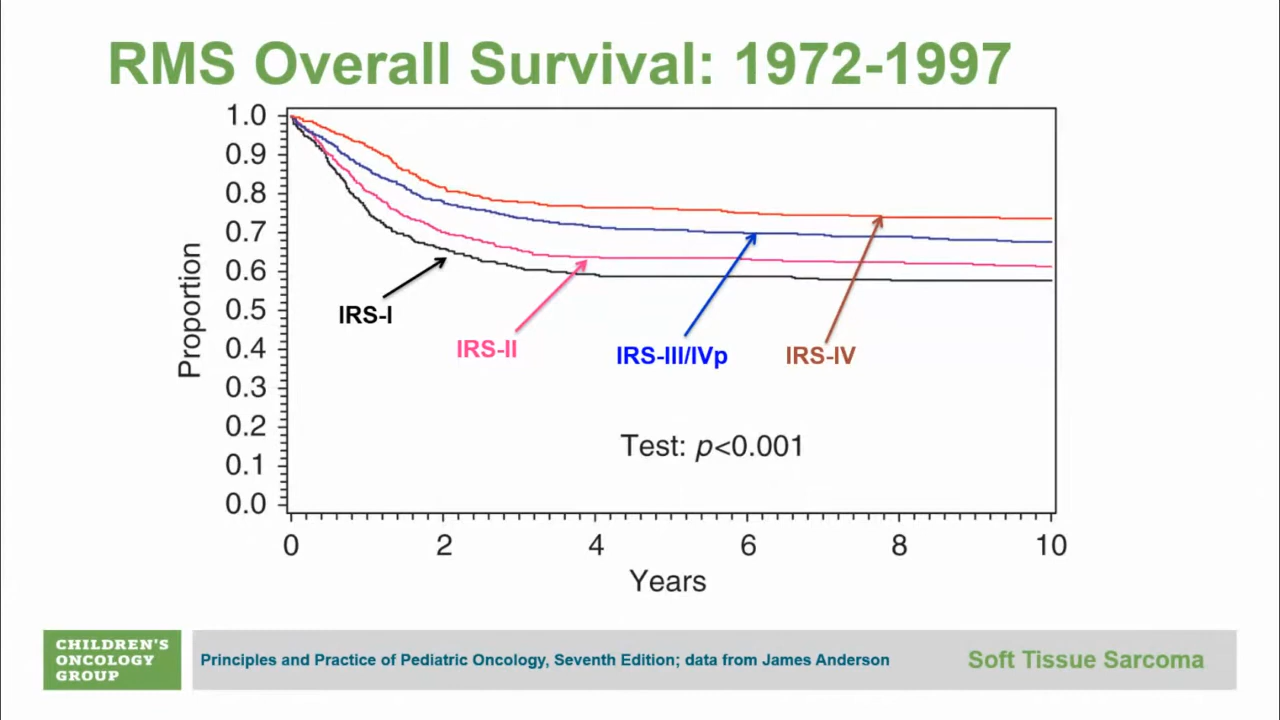 RMS Overall Survival: 1972-1997
Proportion
1.0
0.9
0.8
0.7
0.6
0.5
0.4
0.3
0.2
0.1
0.0
IRS-I
IRS-II
IRS-III/IVp
IRS-IV
Test: p<0.001
0 2 4 6 8 10
Years
CHILDREN'S
ONCOLOGY
GROUP
Principles and Practice of Pediatric Oncology, Seventh Edition; data from James Anderson
Soft Tissue Sarcoma